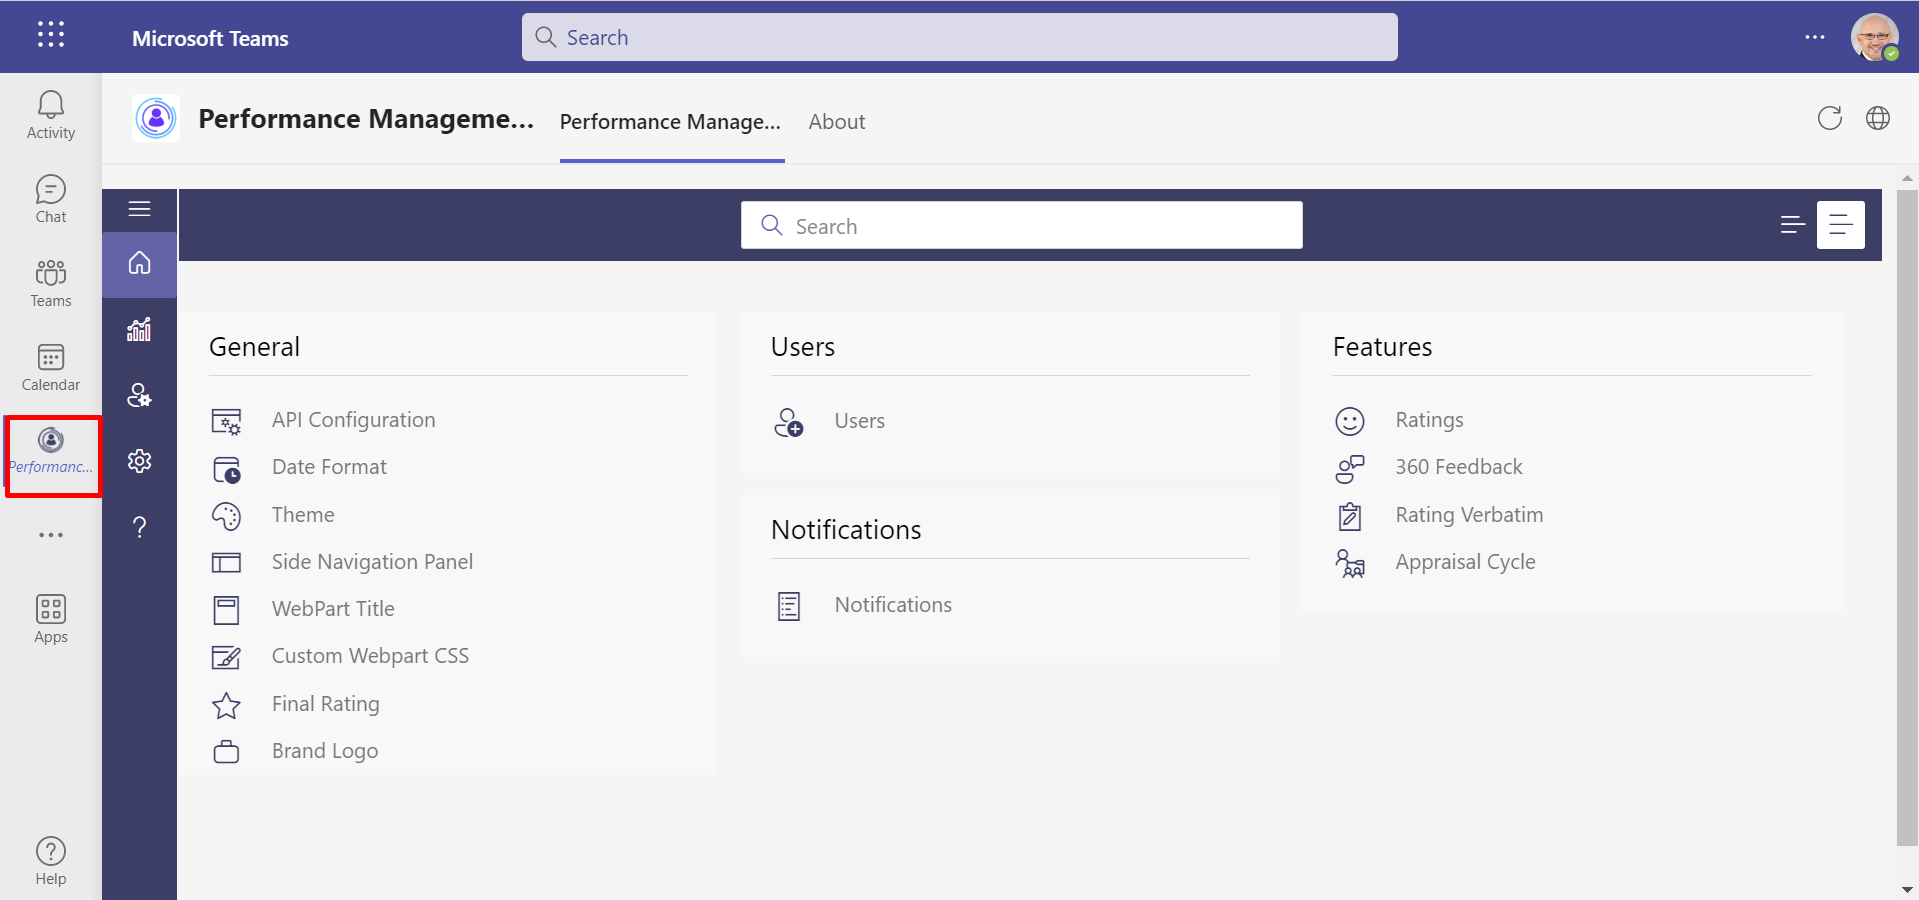 Microsoft Teams
Search
Activity
Chat
Teams
Calendar
Performanc...
Apps
Help
Performance Manageme...
Performance Manage...
About
Search
General
API Configuration
Date Format
Theme
Side Navigation Panel
WebPart Title
Custom Webpart CSS
Final Rating
Brand Logo
Users
Users
Notifications
Notifications
Features
Ratings
360 Feedback
Rating Verbatim
Appraisal Cycle